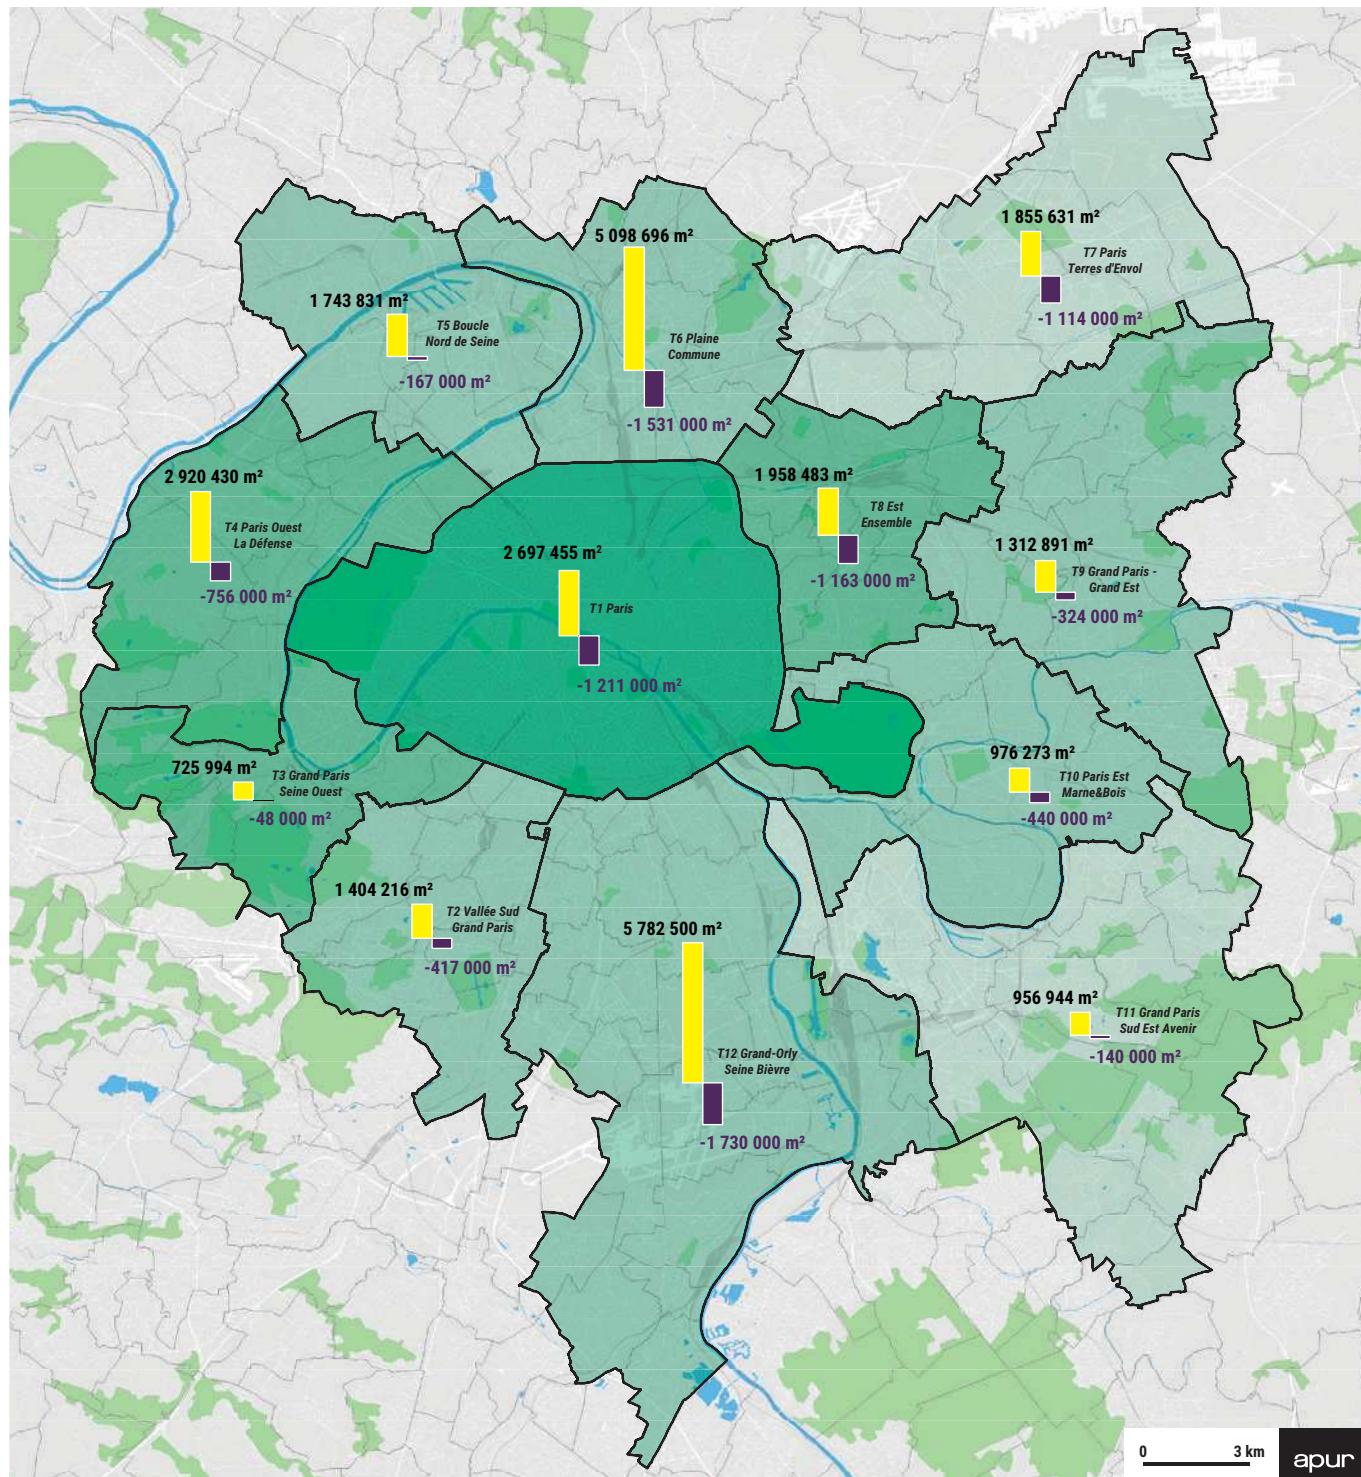 1 855 631 m²
T7 Paris
Terres d'Envol
-1 114 000 m²
5 098 696 m²
T6 Plaine
Commune
-1 531 000 m²
1 743 831 m²
T5 Boucle
Nord de Seine
-167 000 m²
2 920 430 m²
T4 Paris Ouest
La Défense
-756 000 m²
1 958 483 m²
T8 Est
Ensemble
-1 163 000 m²
2 697 455 m²
T1 Paris
-1 211 000 m²
1 312 891 m²
T9 Grand Paris -
Grand Est
-324 000 m²
725 994 m²
T3 Grand Paris
Seine Ouest
-48 000 m²
976 273 m²
T10 Paris Est
Marne&Bois
-440 000 m²
1 404 216 m²
T2 Vallée Sud
Grand Paris
-417 000 m²
5 782 500 m²
T12 Grand-Orly
Seine Bièvre
-1 730 000 m²
956 944 m²
T11 Grand Paris
Sud Est Avenir
-140 000 m²
0 3 km
apur